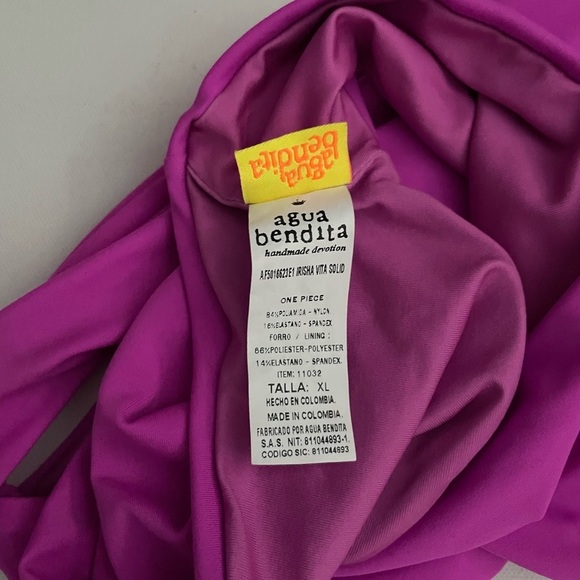 agua
bendita
agua
bendita
handmade devotion
AF5016623E1 IRISHA VITA SOLID
ONE PIECE
84%POLIAMIDA - NYLON
16%ELASTANO - SPANDEX
FORRO / LINING :
86%POLIESTER-POLYESTER
14%ELASTANO - SPANDEX.
ITEM: 11032
TALLA: XL
HECHO EN COLOMBIA.
MADE IN COLOMBIA.
FABRICADO POR AGUA BENDITA
S.A.S. NIT: 811044893-1.
CODIGO SIC: 811044893